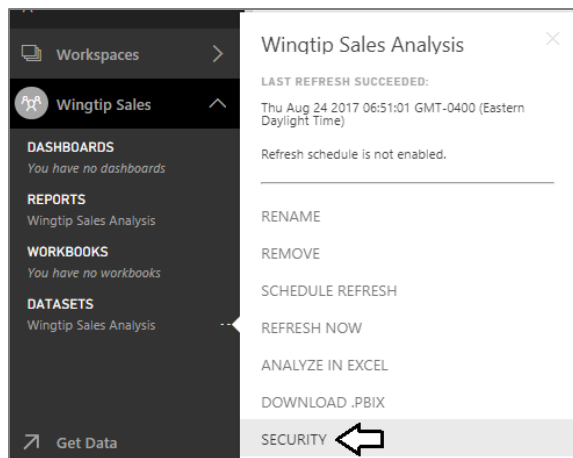 Workspaces
Wingtip Sales
DASHBOARDS
You have no dashboards
REPORTS
Wingtip Sales Analysis
WORKBOOKS
You have no workbooks
DATASETS
Wingtip Sales Analysis
Get Data
Wingtip Sales Analysis
LAST REFRESH SUCCEEDED:
Thu Aug 24 2017 06:51:01 GMT-0400 (Eastern
Daylight Time)
Refresh schedule is not enabled.
RENAME
REMOVE
SCHEDULE REFRESH
REFRESH NOW
ANALYZE IN EXCEL
DOWNLOAD .PBIX
SECURITY